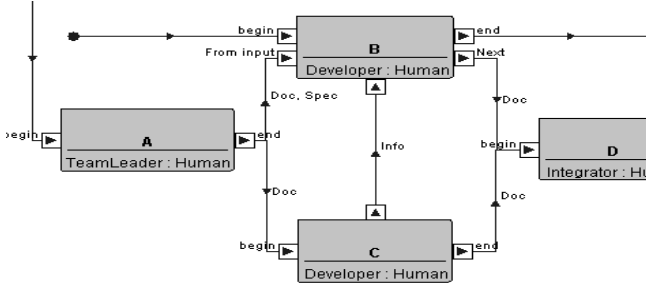 begin
end
B
From input
Next
Developer : Human
Doc, Spec
Doc
begin
A
end
TeamLeader : Human
Info
begin
D
Integrator : Hu
Doc
Doc
begin
C
end
Developer : Human